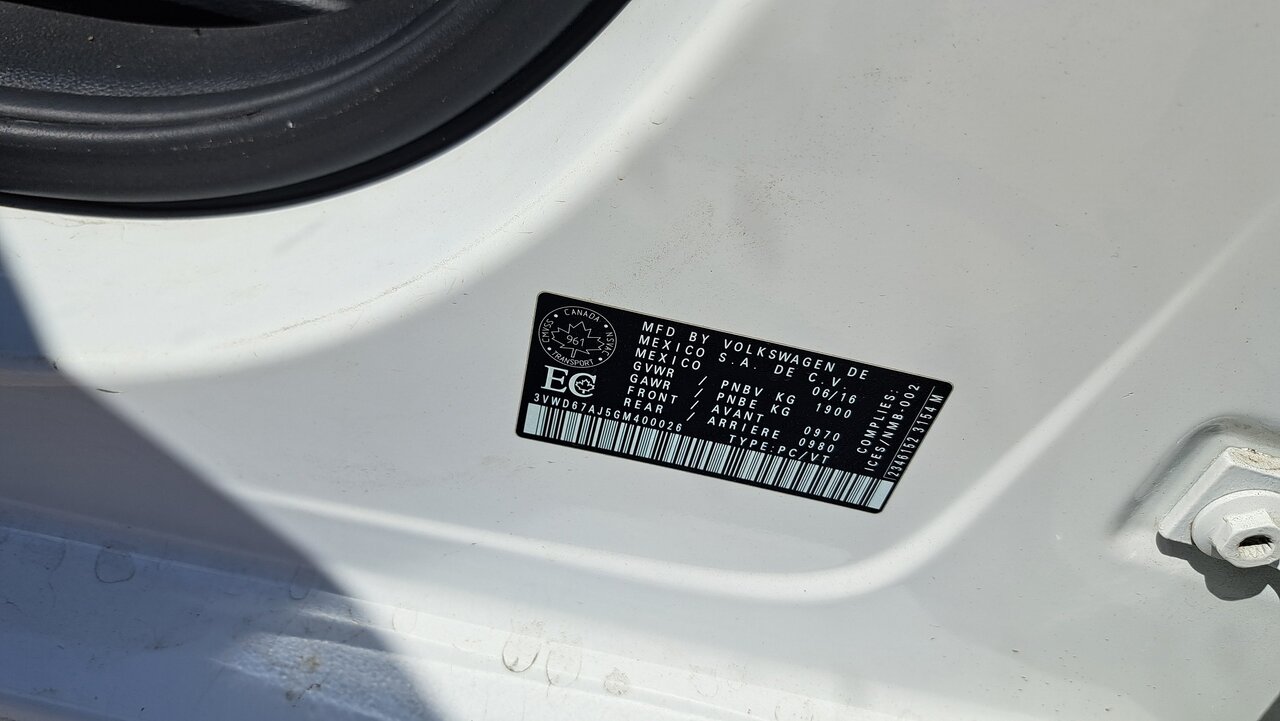 CANADA
CMVSS • NSVAC
961
TRANSPORT
EC
MFD BY VOLKSWAGEN DE
MEXICO S.A. DE C.V.
MEXICO 06/16
GVWR / PNBV KG 1900
GAWR / PNBE KG
FRONT / AVANT 0970
REAR / ARRIERE 0980
3VWD67AJ5GM400026 TYPE:PC/VT
COMPLIES:
ICES/NMB-002
2346152 3154 M